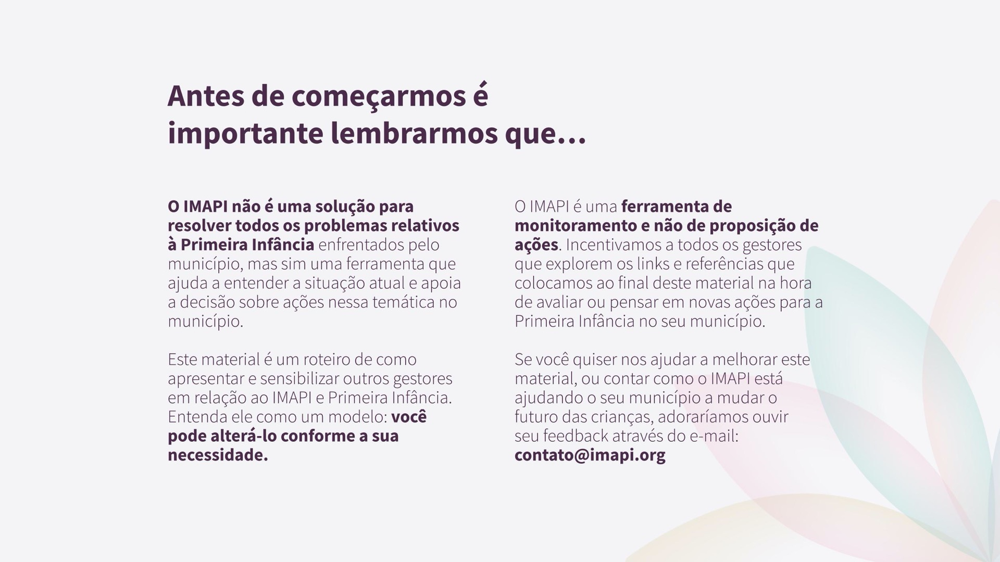 Antes de começarmos é
importante lembrarmos que...
O IMAPI não é uma solução para
resolver todos os problemas relativos
à Primeira Infância enfrentados pelo
município, mas sim uma ferramenta que
ajuda a entender a situação atual e apoia
a decisão sobre ações nessa temática no
município.
Este material é um roteiro de como
apresentar e sensibilizar outros gestores
em relação ao IMAPI e Primeira Infância.
Entenda ele como um modelo: você
pode alterá-lo conforme a sua
necessidade.
O IMAPI é uma ferramenta de
monitoramento e não de proposição de
ações. Incentivamos a todos os gestores
que explorem os links e referências que
colocamos ao final deste material na hora
de avaliar ou pensar em novas ações para a
Primeira Infância no seu município.
Se você quiser nos ajudar a melhorar este
material, ou contar como o IMAPI está
ajudando o seu município a mudar o
futuro das crianças, adoraríamos ouvir
seu feedback através do e-mail:
contato@imapi.org